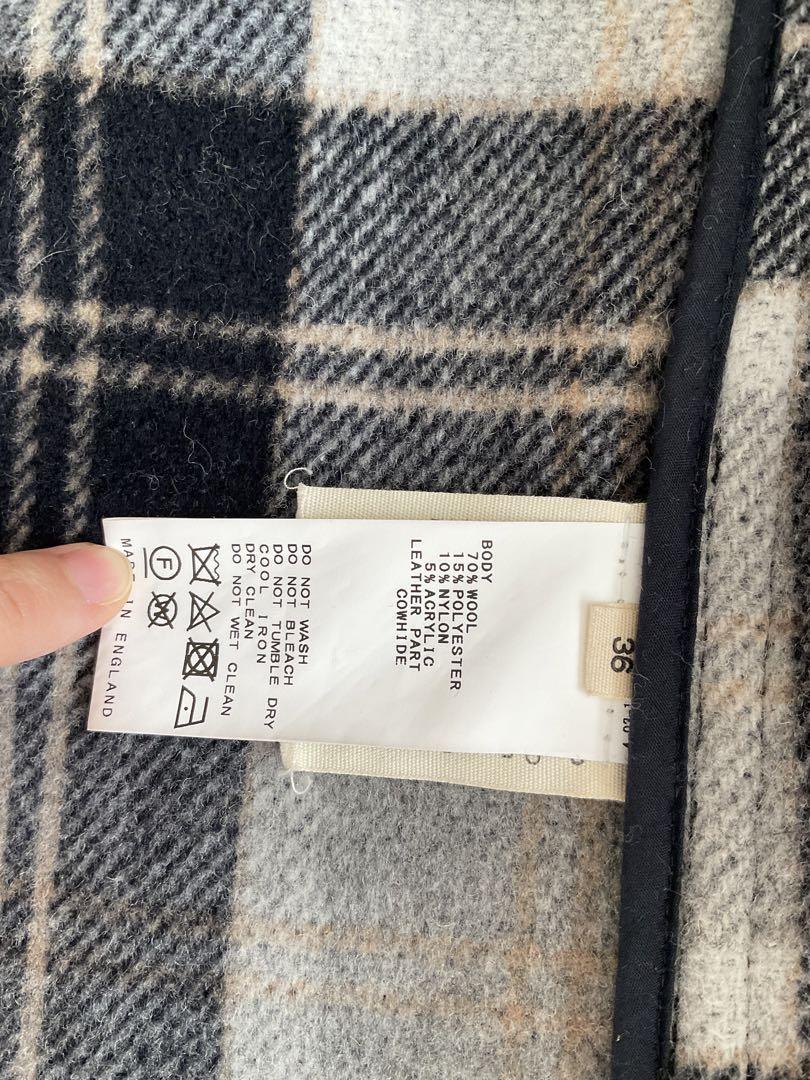 36
BODY
70% WOOL
15% POLYESTER
10% NYLON
5% ACRYLIC
LEATHER PART
COWHIDE
DO NOT WASH
DO NOT BLEACH
DO NOT TUMBLE DRY
COOL IRON
DRY CLEAN
DO NOT WET CLEAN
F
W
MADE IN ENGLAND